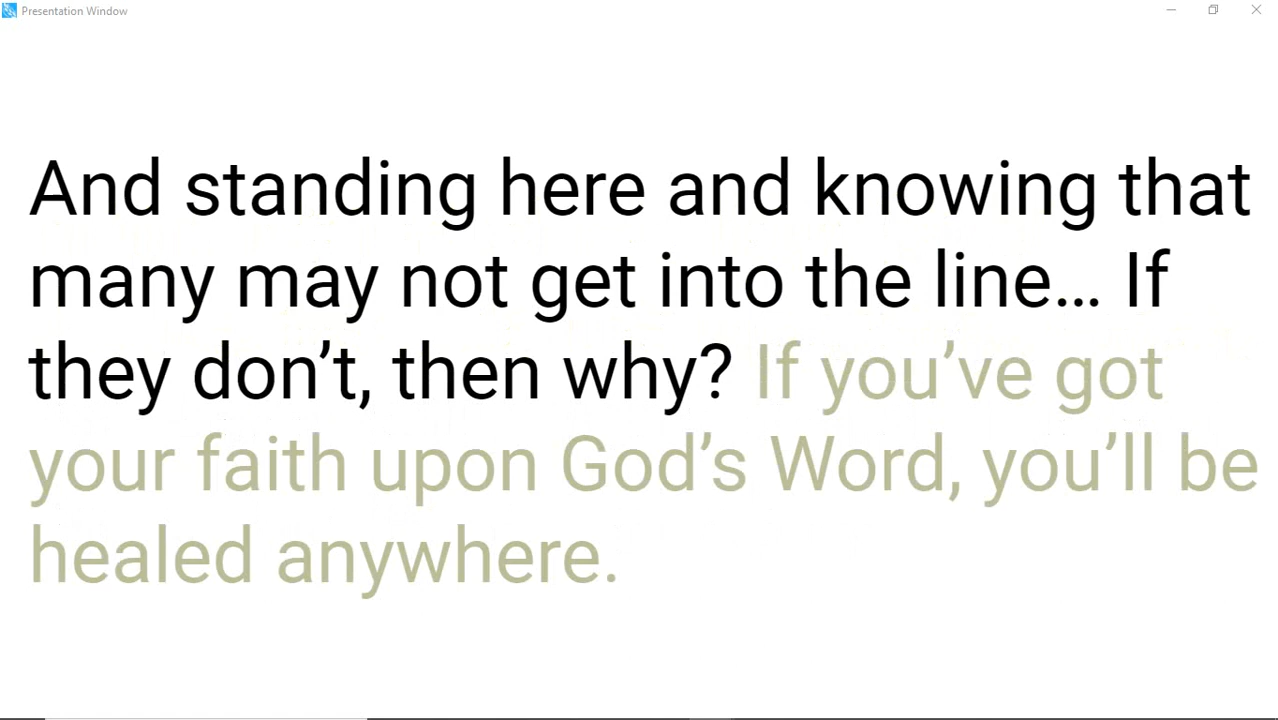 Presentation Window
And standing here and knowing that
many may not get into the line… If
they don’t, then why? If you’ve got
your faith upon God’s Word, you’ll be
healed anywhere.